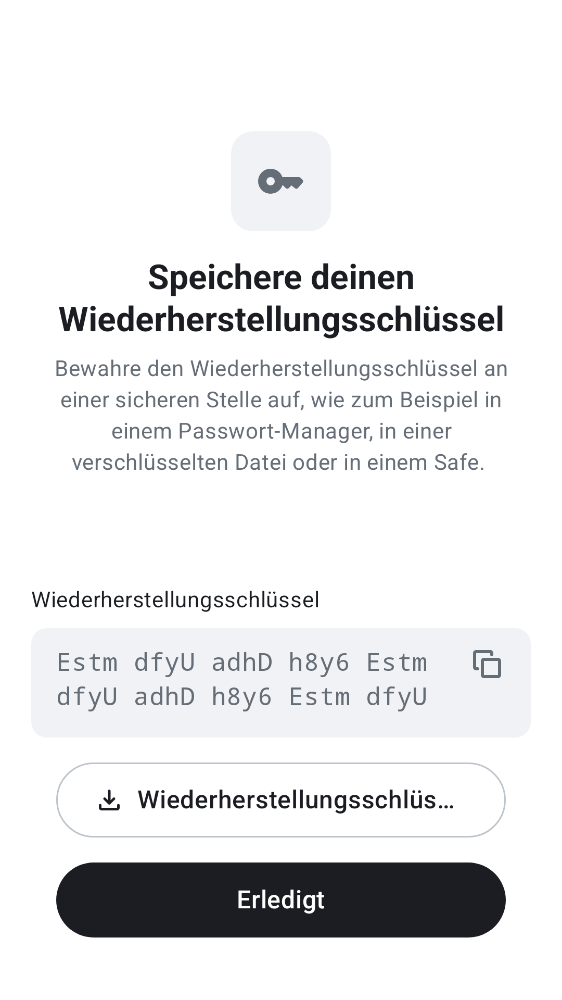 Speichere deinen
Wiederherstellungsschlüssel
Bewahre den Wiederherstellungsschlüssel an
einer sicheren Stelle auf, wie zum Beispiel in
einem Passwort-Manager, in einer
verschlüsselten Datei oder in einem Safe.
Wiederherstellungsschlüssel
Estm dfyU adhD h8y6 Estm
dfyU adhD h8y6 Estm dfyU
Wiederherstellungsschlüs…
Erledigt